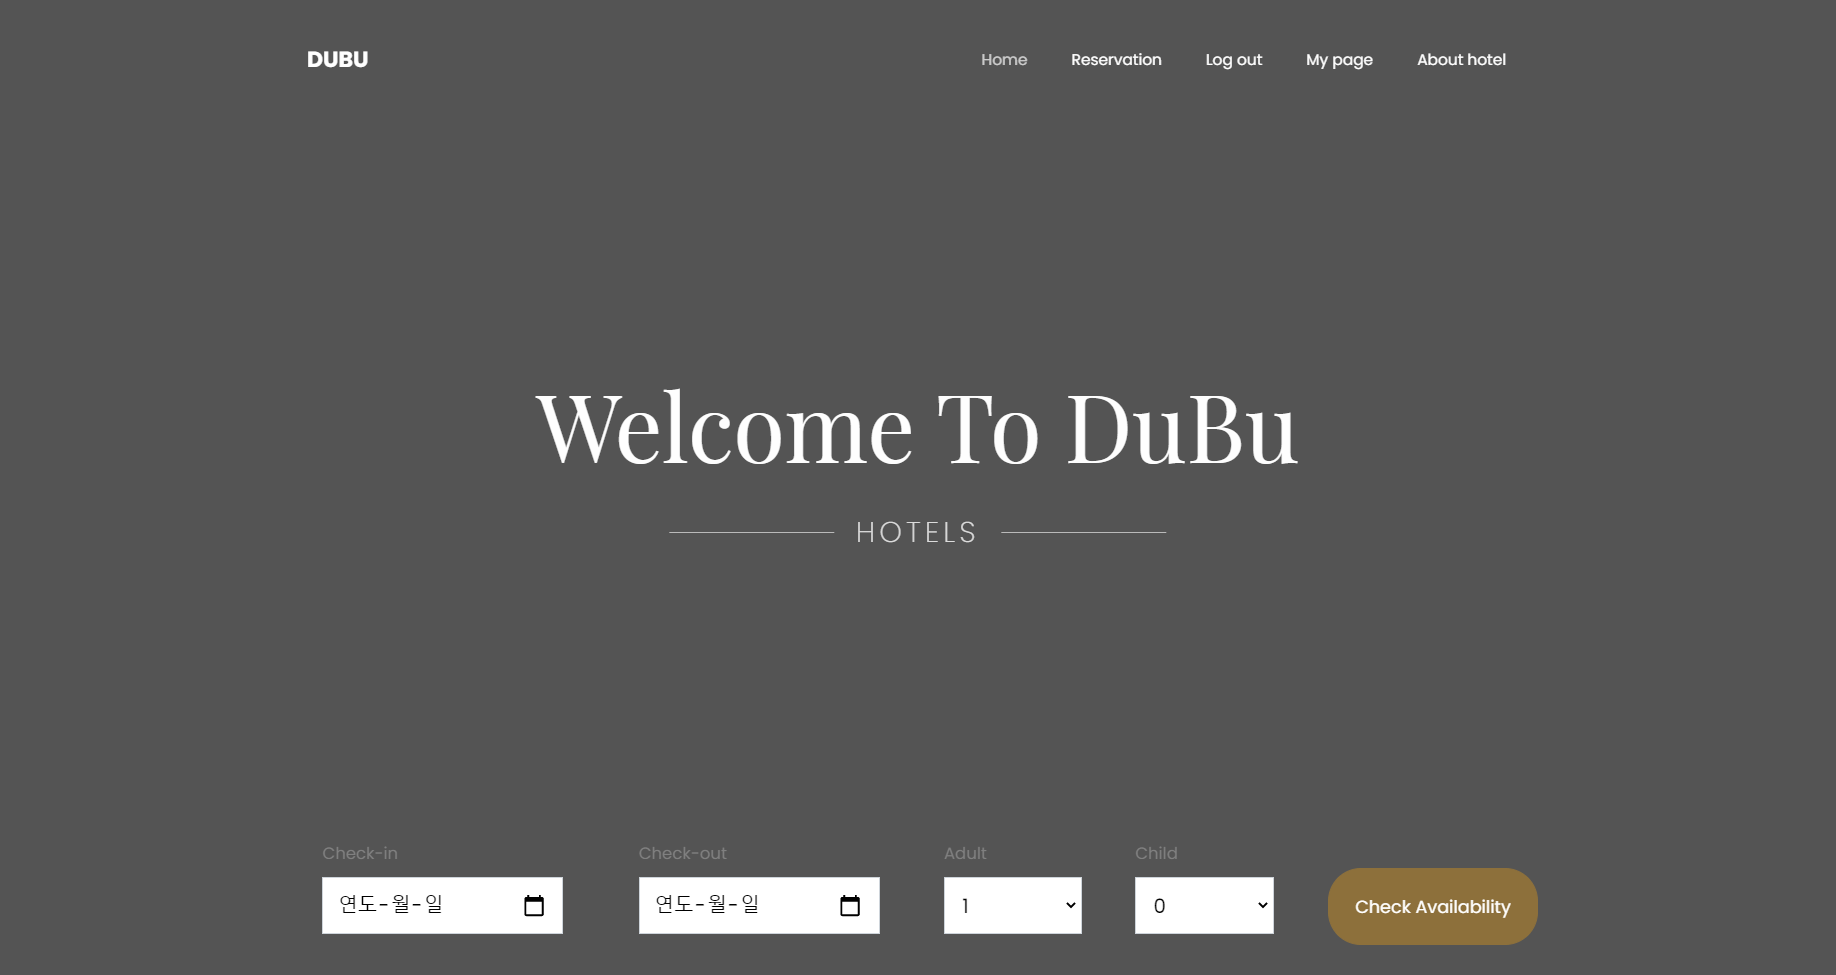 DUBU Home Reservation Log out My page About hotel
Welcome To DuBu
HOTELS
Check-in Check-out Adult Child
연도-월-일 연도-월-일 1 0 Check Availability